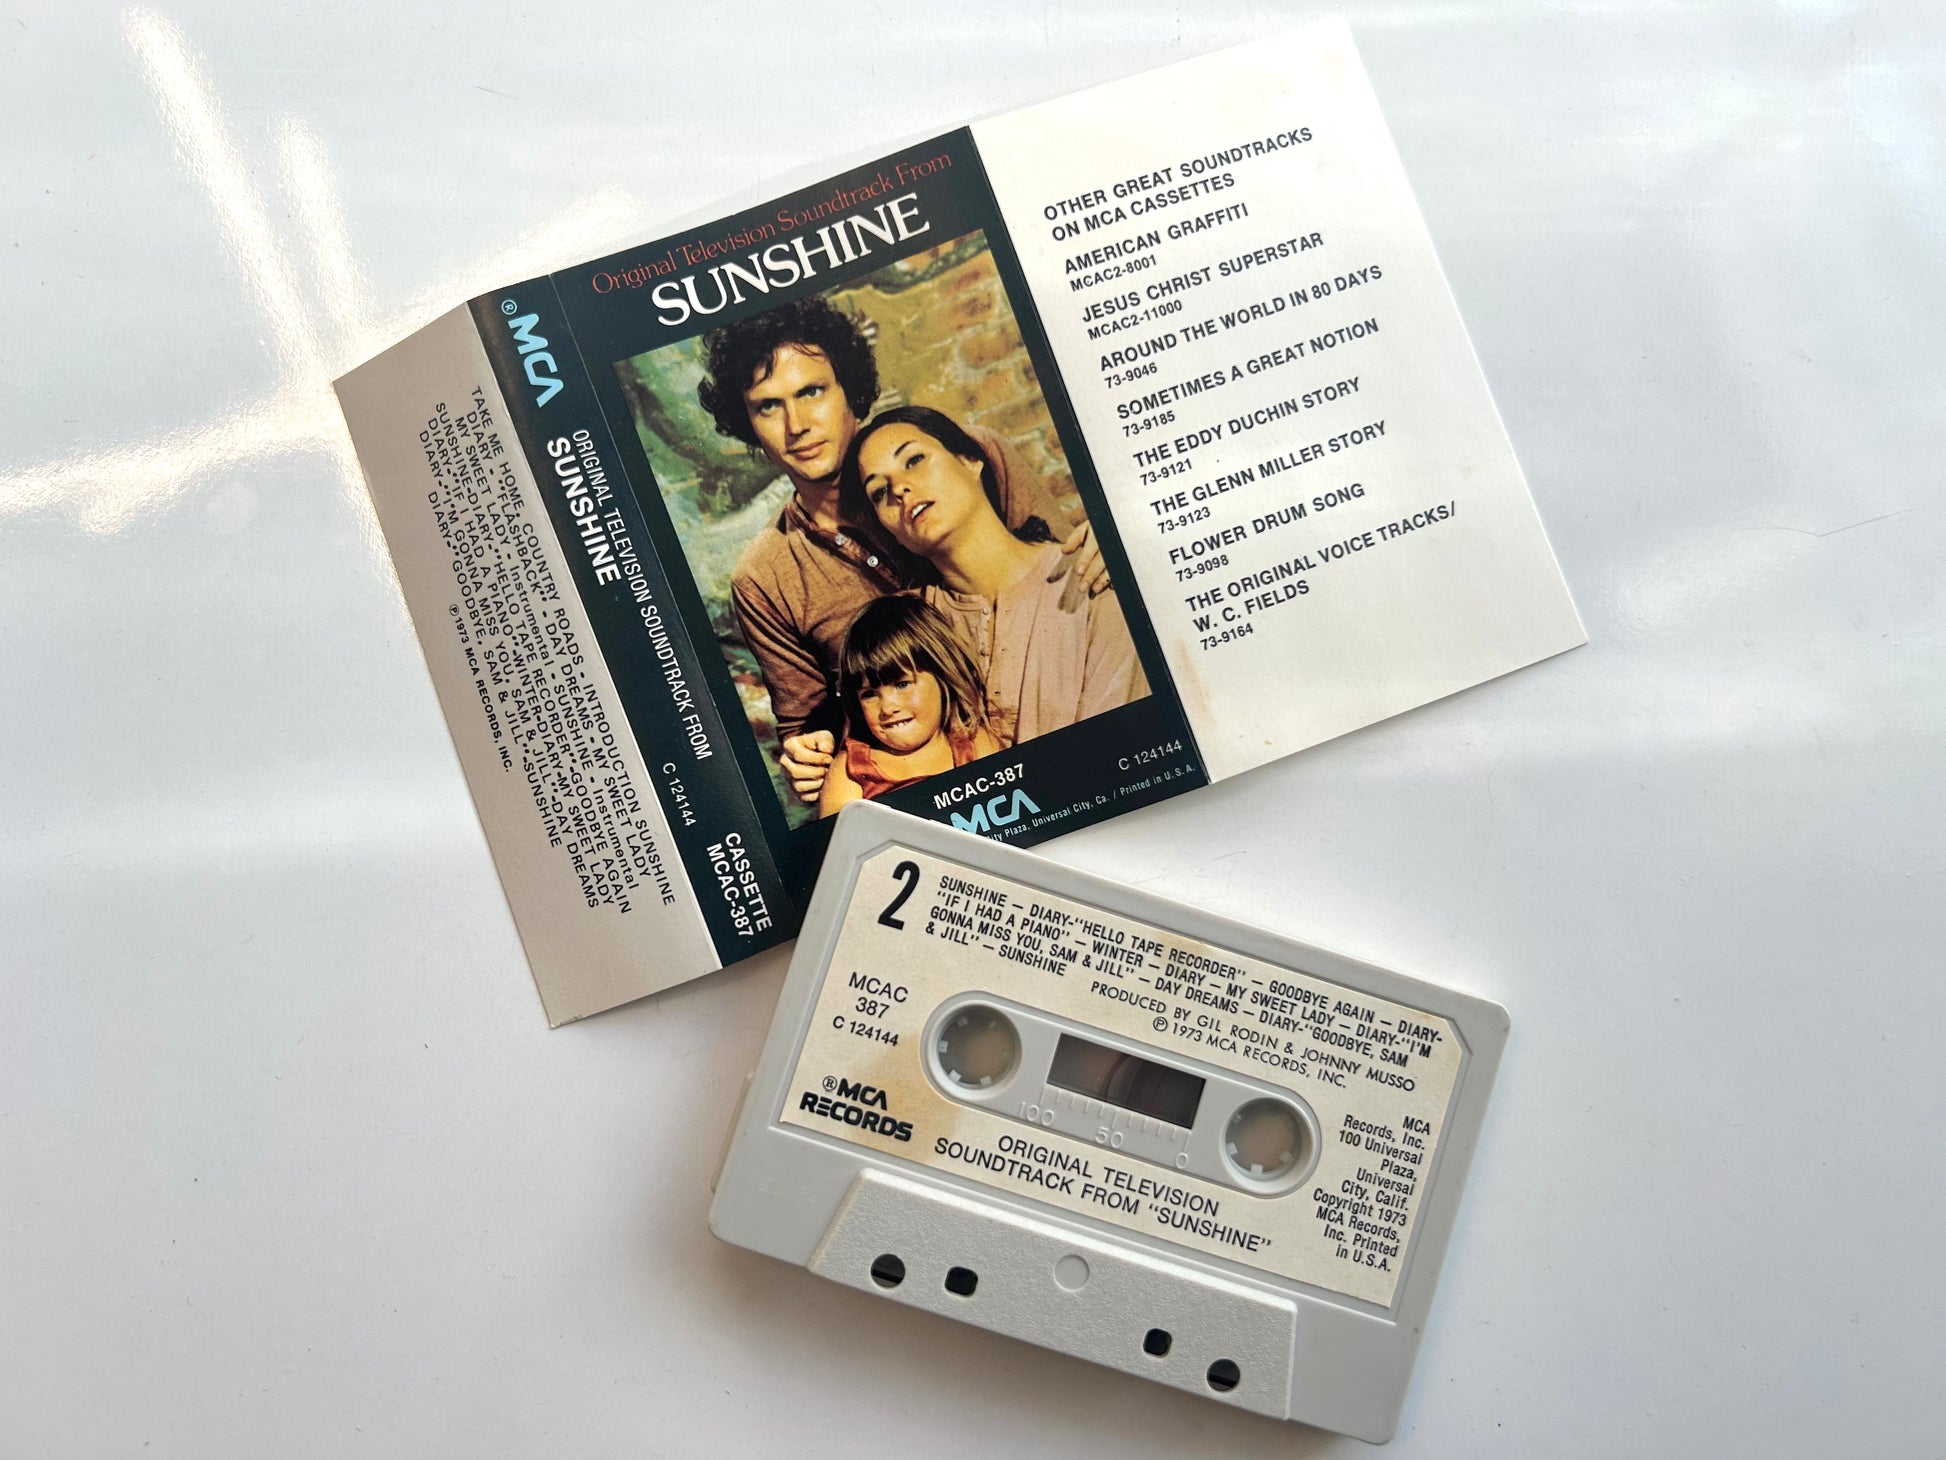 Original Television Soundtrack From
SUNSHINE
MCAC-387
MCA
City Plaza, Universal City, Ca. / Printed in U.S.A.
C 124144
OTHER GREAT SOUNDTRACKS
ON MCA CASSETTES
AMERICAN GRAFFITI
MCAC2-8001
JESUS CHRIST SUPERSTAR
MCAC2-11000
AROUND THE WORLD IN 80 DAYS
73-9046
SOMETIMES A GREAT NOTION
73-9185
THE EDDY DUCHIN STORY
73-9121
THE GLENN MILLER STORY
73-9123
FLOWER DRUM SONG
73-9098
THE ORIGINAL VOICE TRACKS/
W. C. FIELDS
73-9164
®MCA
ORIGINAL TELEVISION SOUNDTRACK FROM
SUNSHINE
C 124144
CASSETTE
MCAC-387
TAKE ME HOME, COUNTRY ROADS - INTRODUCTION SUNSHINE
DIARY-"FLASHBACK" - DAY DREAMS - MY SWEET LADY
MY SWEET LADY - Instrumental - SUNSHINE - Instrumental
SUNSHINE-DIARY-"HELLO TAPE RECORDER"-GOODBYE AGAIN
DIARY-"IF I HAD A PIANO"-WINTER-DIARY-MY SWEET LADY
DIARY-"I'M GONNA MISS YOU, SAM & JILL"-DAY DREAMS
DIARY-"GOODBYE, SAM & JILL"-SUNSHINE
℗ 1973 MCA RECORDS, INC.
2
SUNSHINE – DIARY-"HELLO TAPE RECORDER" – GOODBYE AGAIN – DIARY-
"IF I HAD A PIANO" – WINTER – DIARY – MY SWEET LADY – DIARY-"I'M
GONNA MISS YOU, SAM & JILL" – DAY DREAMS – DIARY-"GOODBYE, SAM
& JILL" – SUNSHINE
PRODUCED BY GIL RODIN & JOHNNY MUSSO
℗ 1973 MCA RECORDS, INC.
MCAC
387
C 124144
®MCA
RECORDS
100 50 0
ORIGINAL TELEVISION
SOUNDTRACK FROM "SUNSHINE"
MCA
Records, Inc.
100 Universal
Plaza,
Universal
City, Calif.
Copyright 1973
MCA Records,
Inc. Printed
in U.S.A.